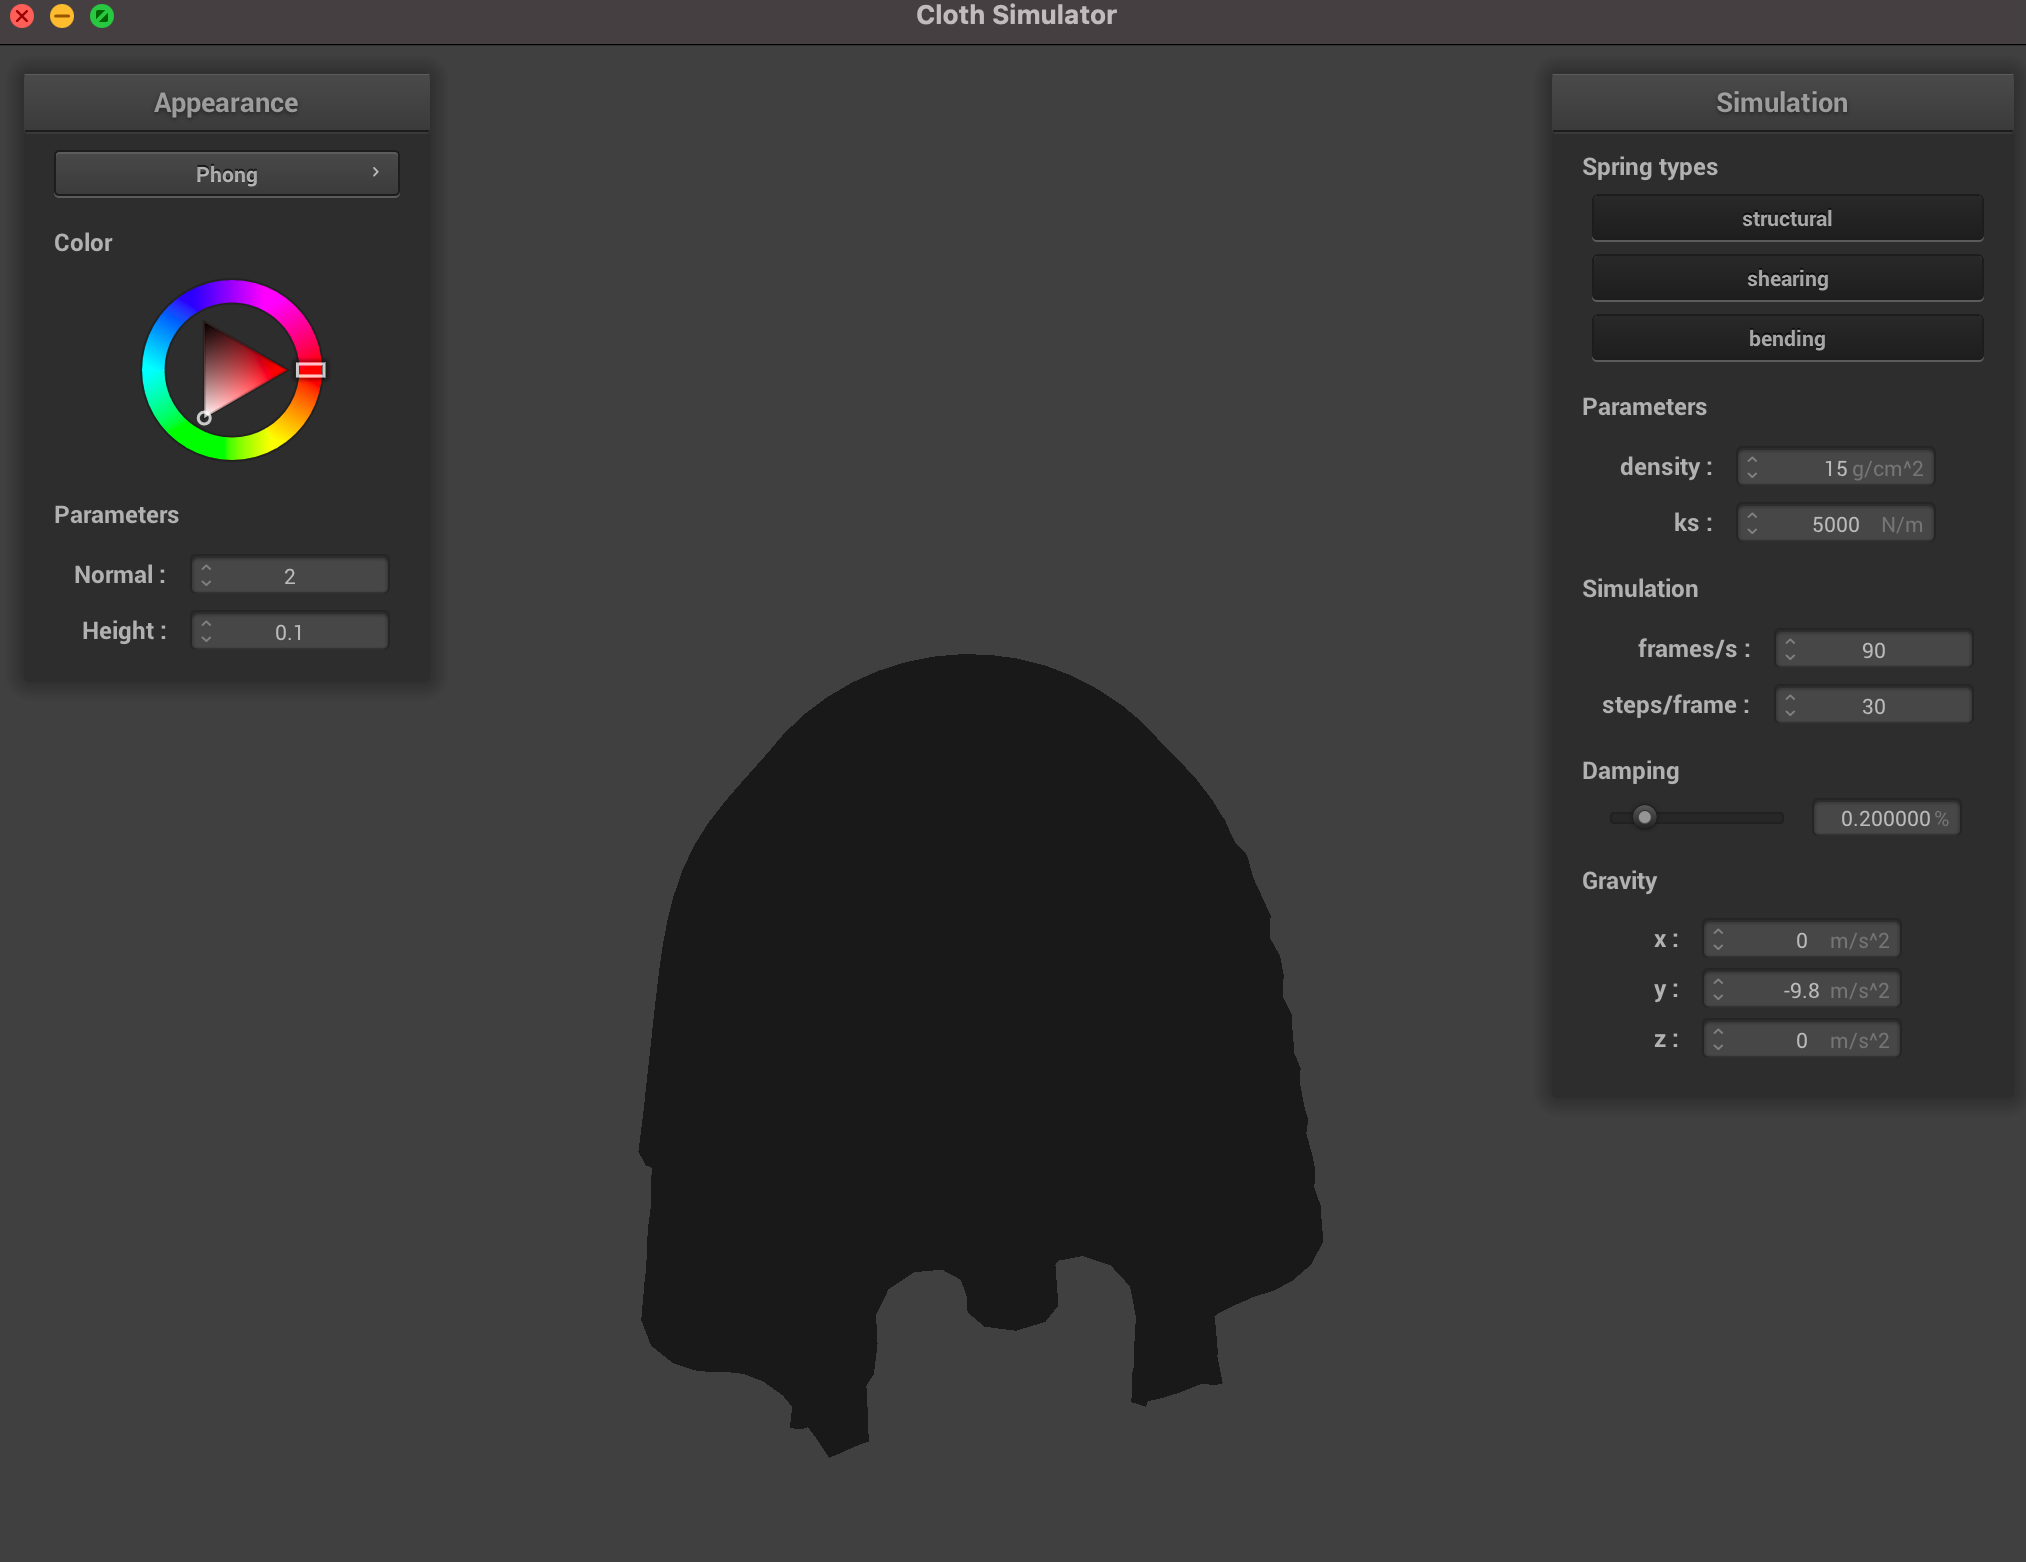 Cloth Simulator
Appearance
Phong
Color
Parameters
Normal : 2
Height : 0.1
Simulation
Spring types
structural
shearing
bending
Parameters
density : 15 g/cm^2
ks : 5000 N/m
Simulation
frames/s : 90
steps/frame : 30
Damping
0.200000 %
Gravity
x : 0 m/s^2
y : -9.8 m/s^2
z : 0 m/s^2